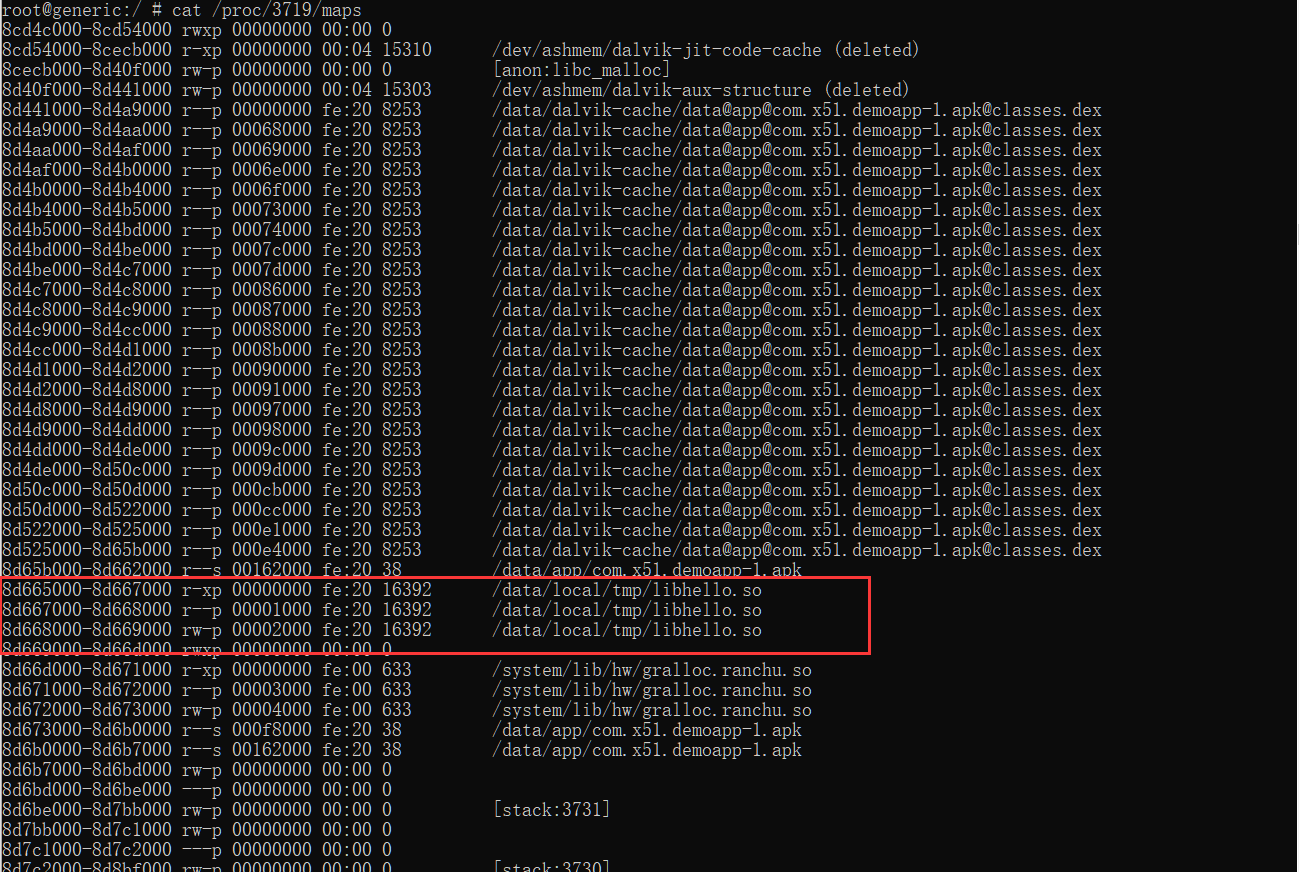 root@generic:/ # cat /proc/3719/maps
8cd4c000-8cd54000 rwxp 00000000 00:00 0
8cd54000-8cecb000 r-xp 00000000 00:04 15310 /dev/ashmem/dalvik-jit-code-cache (deleted)
8cecb000-8d40f000 rw-p 00000000 00:00 0 [anon:libc_malloc]
8d40f000-8d441000 rw-p 00000000 00:04 15303 /dev/ashmem/dalvik-aux-structure (deleted)
8d441000-8d4a9000 r--p 00000000 fe:20 8253 /data/dalvik-cache/data@app@com.x51.demoapp-1.apk@classes.dex
8d4a9000-8d4aa000 r--p 00068000 fe:20 8253 /data/dalvik-cache/data@app@com.x51.demoapp-1.apk@classes.dex
8d4aa000-8d4af000 r--p 00069000 fe:20 8253 /data/dalvik-cache/data@app@com.x51.demoapp-1.apk@classes.dex
8d4af000-8d4b0000 r--p 0006e000 fe:20 8253 /data/dalvik-cache/data@app@com.x51.demoapp-1.apk@classes.dex
8d4b0000-8d4b4000 r--p 0006f000 fe:20 8253 /data/dalvik-cache/data@app@com.x51.demoapp-1.apk@classes.dex
8d4b4000-8d4b5000 r--p 00073000 fe:20 8253 /data/dalvik-cache/data@app@com.x51.demoapp-1.apk@classes.dex
8d4b5000-8d4bd000 r--p 00074000 fe:20 8253 /data/dalvik-cache/data@app@com.x51.demoapp-1.apk@classes.dex
8d4bd000-8d4be000 r--p 0007c000 fe:20 8253 /data/dalvik-cache/data@app@com.x51.demoapp-1.apk@classes.dex
8d4be000-8d4c7000 r--p 0007d000 fe:20 8253 /data/dalvik-cache/data@app@com.x51.demoapp-1.apk@classes.dex
8d4c7000-8d4c8000 r--p 00086000 fe:20 8253 /data/dalvik-cache/data@app@com.x51.demoapp-1.apk@classes.dex
8d4c8000-8d4c9000 r--p 00087000 fe:20 8253 /data/dalvik-cache/data@app@com.x51.demoapp-1.apk@classes.dex
8d4c9000-8d4cc000 r--p 00088000 fe:20 8253 /data/dalvik-cache/data@app@com.x51.demoapp-1.apk@classes.dex
8d4cc000-8d4d1000 r--p 0008b000 fe:20 8253 /data/dalvik-cache/data@app@com.x51.demoapp-1.apk@classes.dex
8d4d1000-8d4d2000 r--p 00090000 fe:20 8253 /data/dalvik-cache/data@app@com.x51.demoapp-1.apk@classes.dex
8d4d2000-8d4d8000 r--p 00091000 fe:20 8253 /data/dalvik-cache/data@app@com.x51.demoapp-1.apk@classes.dex
8d4d8000-8d4d9000 r--p 00097000 fe:20 8253 /data/dalvik-cache/data@app@com.x51.demoapp-1.apk@classes.dex
8d4d9000-8d4dd000 r--p 00098000 fe:20 8253 /data/dalvik-cache/data@app@com.x51.demoapp-1.apk@classes.dex
8d4dd000-8d4de000 r--p 0009c000 fe:20 8253 /data/dalvik-cache/data@app@com.x51.demoapp-1.apk@classes.dex
8d4de000-8d50c000 r--p 0009d000 fe:20 8253 /data/dalvik-cache/data@app@com.x51.demoapp-1.apk@classes.dex
8d50c000-8d50d000 r--p 000cb000 fe:20 8253 /data/dalvik-cache/data@app@com.x51.demoapp-1.apk@classes.dex
8d50d000-8d522000 r--p 000cc000 fe:20 8253 /data/dalvik-cache/data@app@com.x51.demoapp-1.apk@classes.dex
8d522000-8d525000 r--p 000e1000 fe:20 8253 /data/dalvik-cache/data@app@com.x51.demoapp-1.apk@classes.dex
8d525000-8d65b000 r--p 000e4000 fe:20 8253 /data/dalvik-cache/data@app@com.x51.demoapp-1.apk@classes.dex
8d65b000-8d662000 r--s 00162000 fe:20 38 /data/app/com.x51.demoapp-1.apk
8d665000-8d667000 r-xp 00000000 fe:20 16392 /data/local/tmp/libhello.so
8d667000-8d668000 r--p 00001000 fe:20 16392 /data/local/tmp/libhello.so
8d668000-8d669000 rw-p 00002000 fe:20 16392 /data/local/tmp/libhello.so
8d669000-8d66d000 rwxp 00000000 00:00 0
8d66d000-8d671000 r-xp 00000000 fe:00 633 /system/lib/hw/gralloc.ranchu.so
8d671000-8d672000 r--p 00003000 fe:00 633 /system/lib/hw/gralloc.ranchu.so
8d672000-8d673000 rw-p 00004000 fe:00 633 /system/lib/hw/gralloc.ranchu.so
8d673000-8d6b0000 r--s 000f8000 fe:20 38 /data/app/com.x51.demoapp-1.apk
8d6b0000-8d6b7000 r--s 00162000 fe:20 38 /data/app/com.x51.demoapp-1.apk
8d6b7000-8d6bd000 rw-p 00000000 00:00 0
8d6bd000-8d6be000 ---p 00000000 00:00 0
8d6be000-8d7bb000 rw-p 00000000 00:00 0 [stack:3731]
8d7bb000-8d7c1000 rw-p 00000000 00:00 0
8d7c1000-8d7c2000 ---p 00000000 00:00 0
8d7c2000-8d8bf000 rw-p 00000000 00:00 0 [stack:3730]